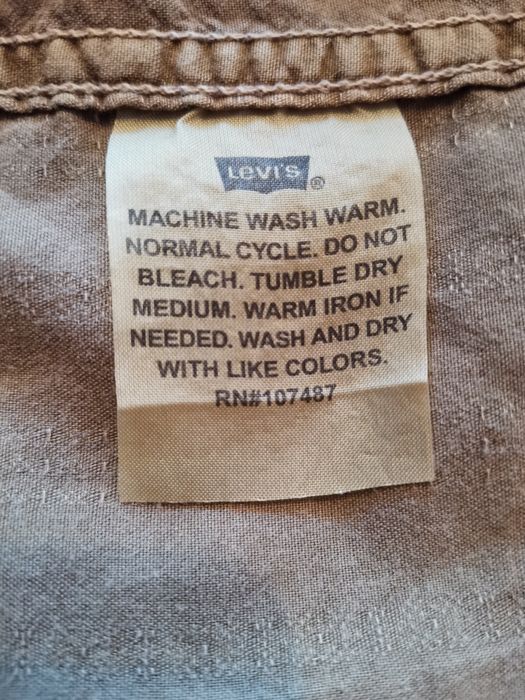 Levi's ®
MACHINE WASH WARM.
NORMAL CYCLE. DO NOT
BLEACH. TUMBLE DRY
MEDIUM. WARM IRON IF
NEEDED. WASH AND DRY
WITH LIKE COLORS.
RN#107487